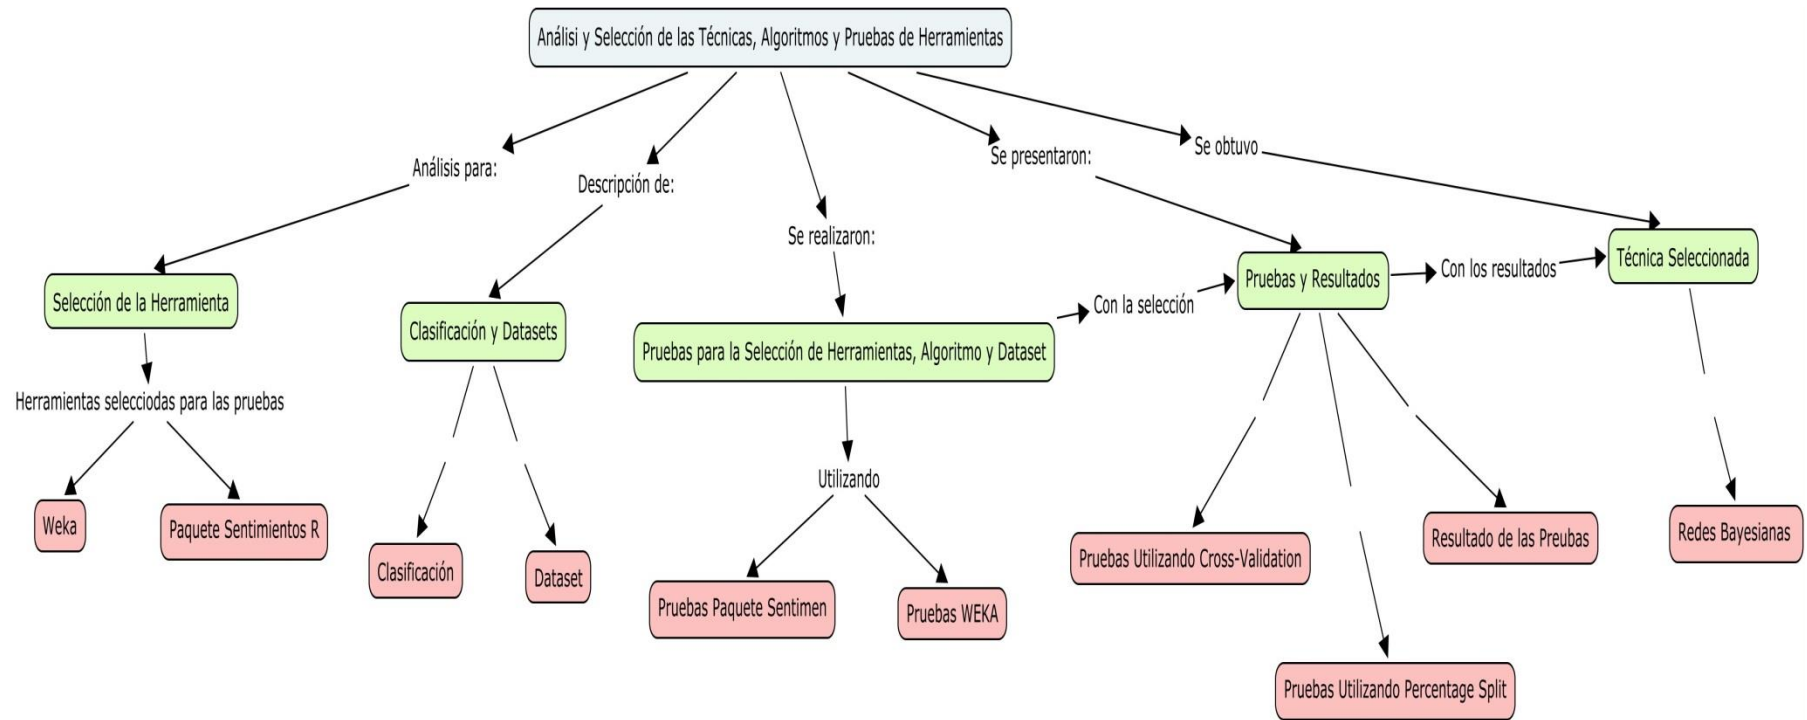 Análisi y Selección de las Técnicas, Algoritmos y Pruebas de Herramientas
Análisis para:
Descripción de:
Se realizaron:
Se presentaron:
Se obtuvo
Selección de la Herramienta
Clasificación y Datasets
Pruebas para la Selección de Herramientas, Algoritmo y Dataset
Con la selección
Pruebas y Resultados
Con los resultados
Técnica Seleccionada
Herramientas selecciodas para las pruebas
Utilizando
Weka
Paquete Sentimientos R
Clasificación
Dataset
Pruebas Paquete Sentimen
Pruebas WEKA
Pruebas Utilizando Cross-Validation
Resultado de las Preubas
Redes Bayesianas
Pruebas Utilizando Percentage Split